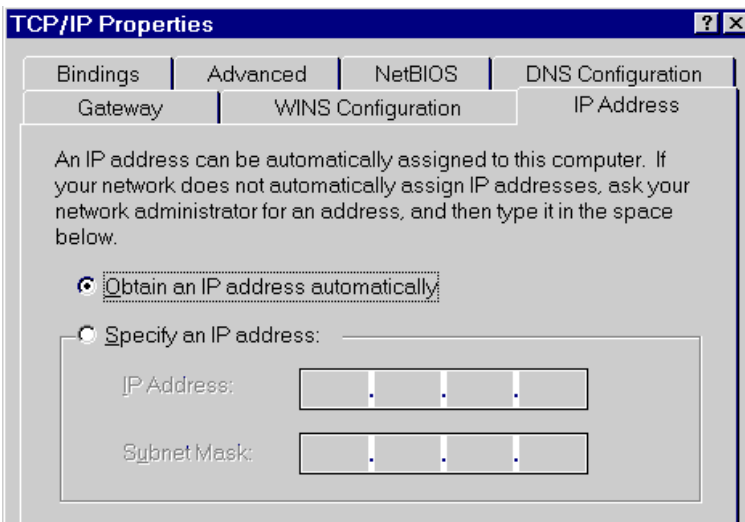 TCP/IP Properties
Bindings Advanced NetBIOS DNS Configuration
Gateway WINS Configuration IP Address
An IP address can be automatically assigned to this computer. If
your network does not automatically assign IP addresses, ask your
network administrator for an address, and then type it in the space
below.
Obtain an IP address automatically
Specify an IP address:
IP Address:
. . .
Subnet Mask:
. . .